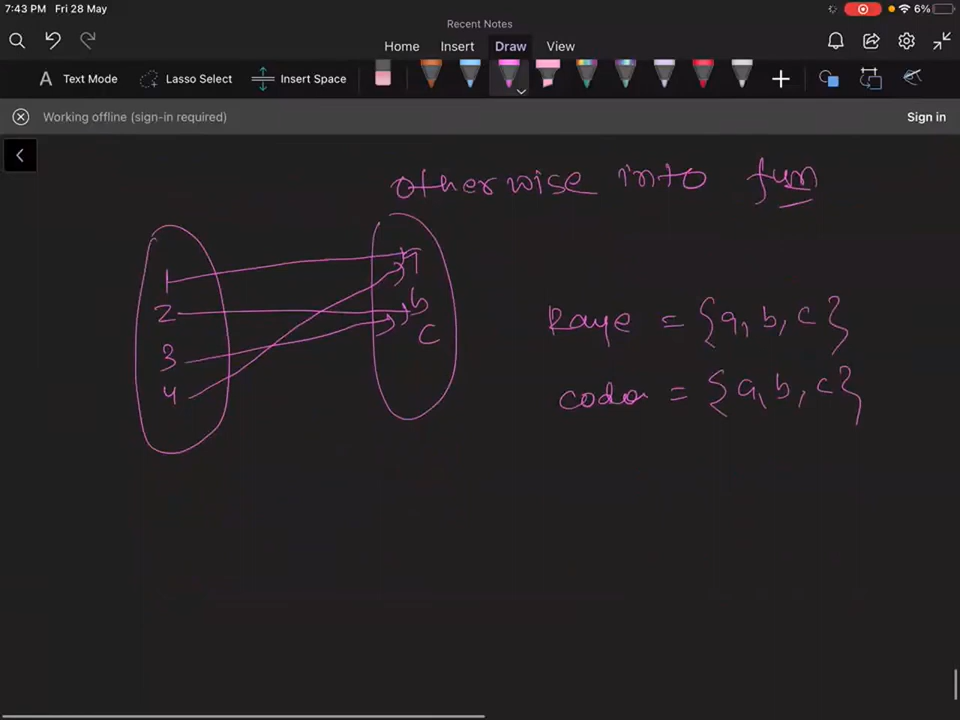 7:43 PM Fri 28 May
6%
Recent Notes
Home Insert Draw View
A Text Mode Lasso Select Insert Space
Working offline (sign-in required) Sign in
otherwise into fun
1 a
2 b
3 c
4
Range = {a, b, c}
codom = {a, b, c}